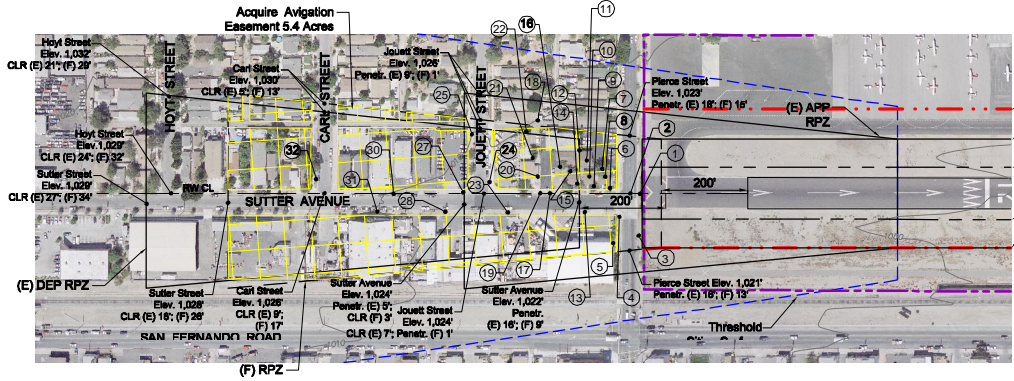 Acquire Avigation
Easement 5.4 Acres
Hoyt Street
Elev. 1,032'
CLR (E) 21'; (F) 29'
HOYT STREET
Carl Street
Elev. 1,030'
CLR (E) 5'; (F) 13'
CARL STREET
Jouett Street
Elev. 1,026'
Penetr. (E) 9'; (F) 1'
JOUETT STREET
22
16
11
10
9
18
12
21
14
7
25
8
Pierce Street
Elev. 1,023'
Penetr. (E) 18'; (F) 16'
(E) APP
RPZ
Hoyt Street
Elev. 1,029'
CLR (E) 24'; (F) 32'
32
30
27
24
20
6
2
1
Sutter Street
Elev. 1,029'
CLR (E) 27'; (F) 34'
RW CL
SUTTER AVENUE
31
28
23
15
200'
200'
(E) DEP RPZ
19
17
13
5
4
3
Sutter Street
Elev. 1,028'
CLR (E) 18'; (F) 26'
Carl Street
Elev. 1,026'
CLR (E) 9';
(F) 17'
Sutter Avenue
Elev. 1,024'
Penetr. (E) 5';
CLR (F) 3'
Jouett Street
Elev. 1,024'
CLR (E) 7'; Penetr. (F) 1'
Sutter Avenue
Elev. 1,022'
Penetr.
(E) 16'; (F) 9'
Pierce Street Elev. 1,021'
Penetr. (E) 16'; (F) 13'
Threshold
SAN FERNANDO ROAD
1010
(F) RPZ